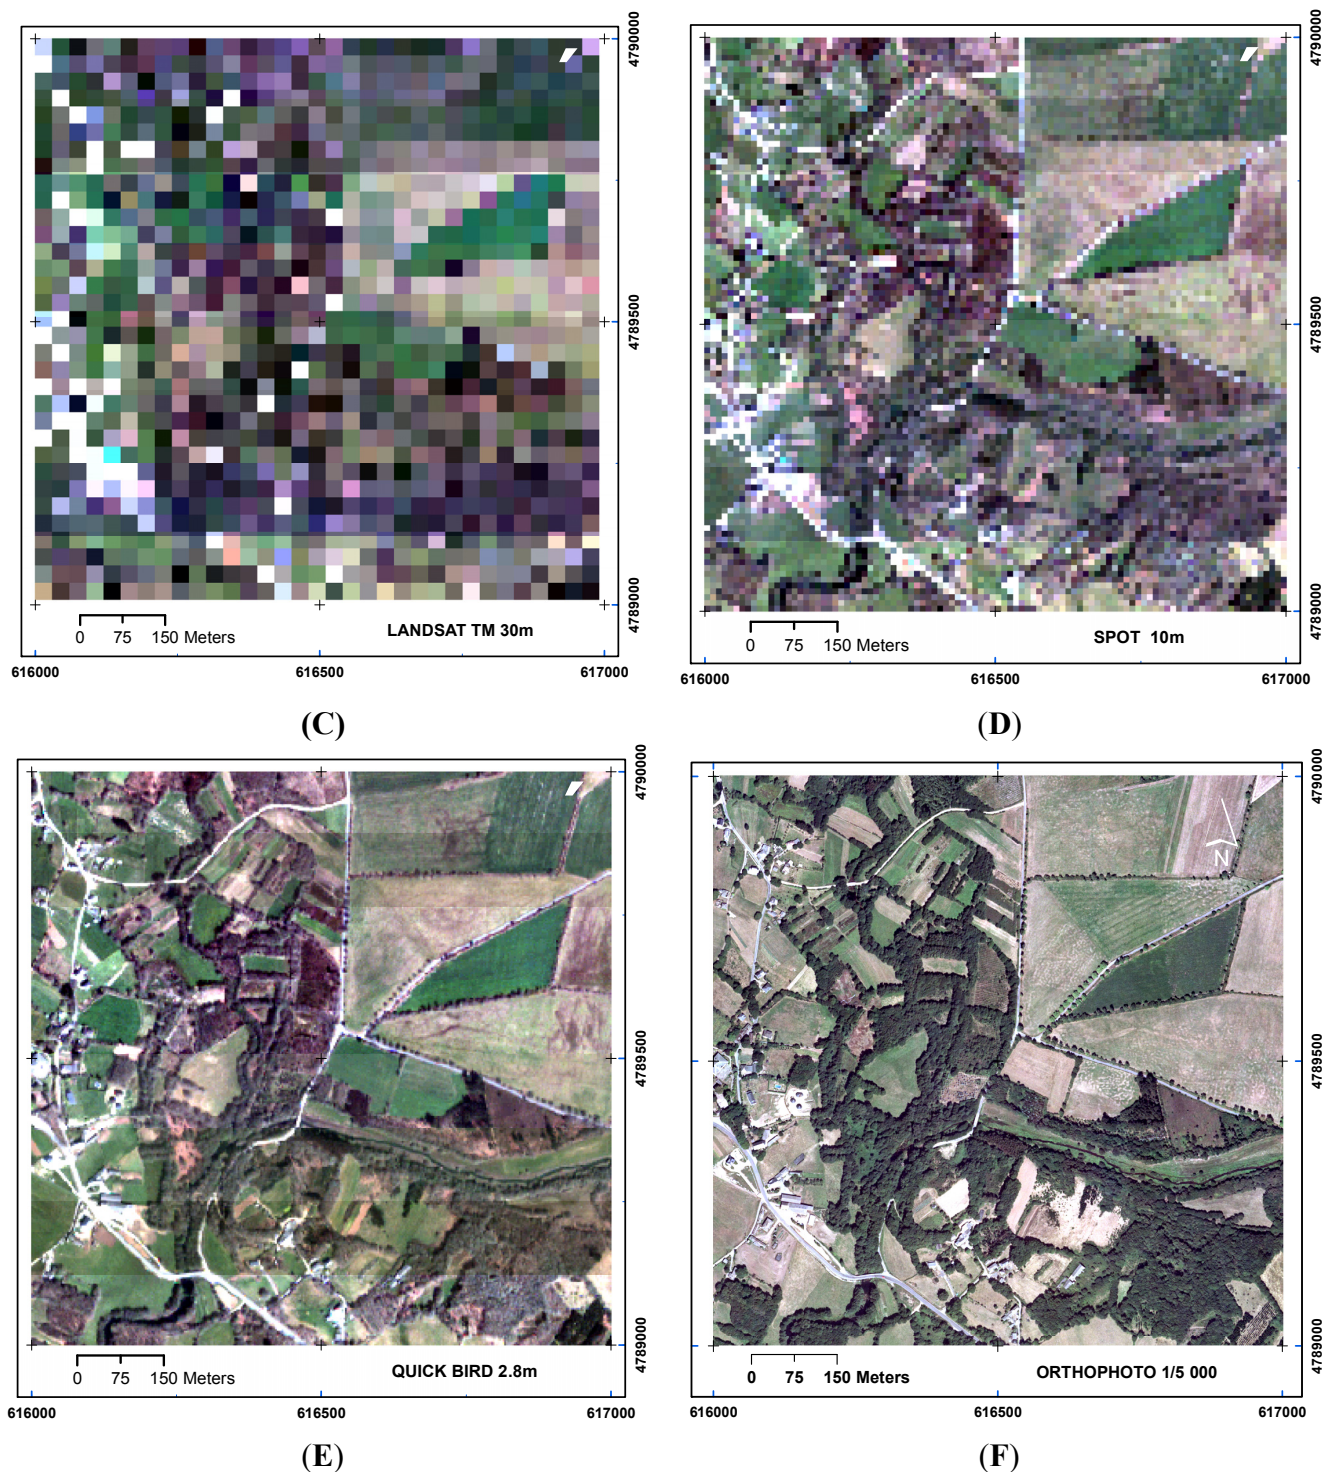 4790000
4789500
4789000
0 75 150 Meters
LANDSAT TM 30m
616000 616500 617000
(C)
4790000
4789500
4789000
0 75 150 Meters
SPOT 10m
616000 616500 617000
(D)
4790000
4789500
4789000
0 75 150 Meters
QUICK BIRD 2.8m
616000 616500 617000
(E)
N
4790000
4789500
4789000
0 75 150 Meters
ORTHOPHOTO 1/5 000
616000 616500 617000
(F)